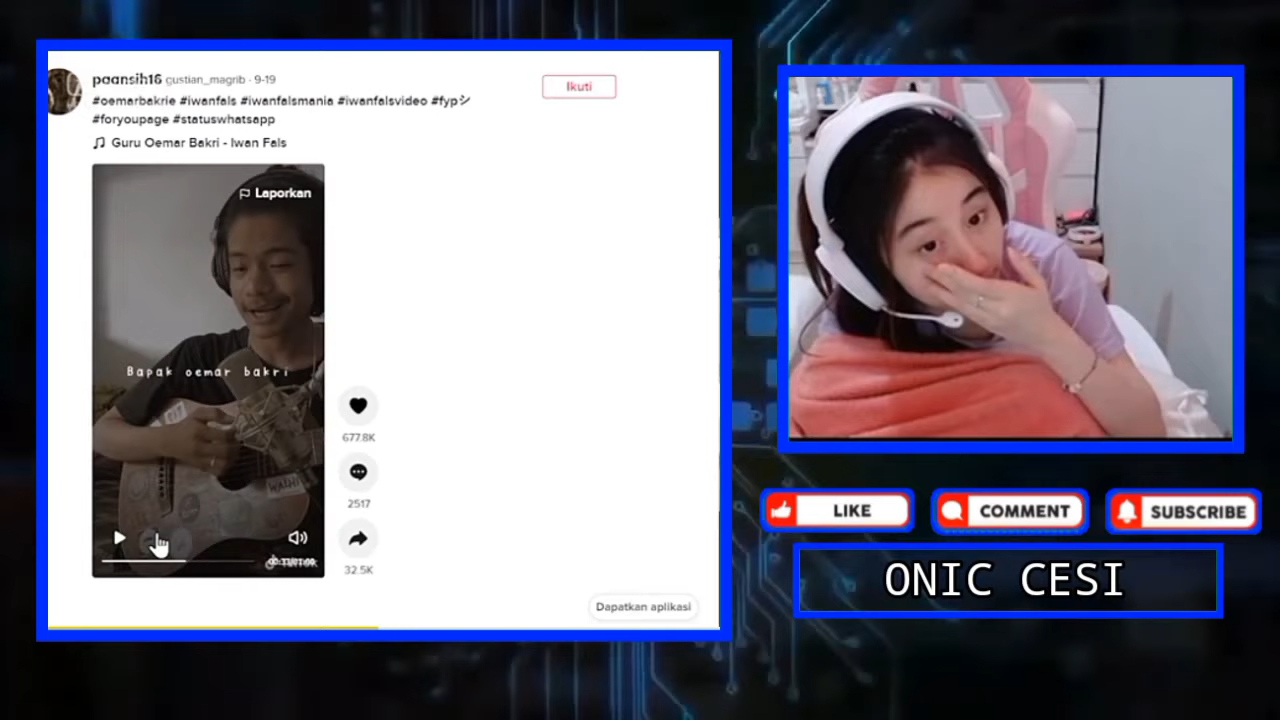 paansih16 gustian_magrib · 9-19
#oemarbakrie #iwanfals #iwanfalsmania #iwanfalsvideo #fypシ
#foryoupage #statuswhatsapp
Guru Oemar Bakri - Iwan Fals
Ikuti
Laporkan
Bapak oemar bakri
677.8K
2517
32.5K
Dapatkan aplikasi
LIKE
COMMENT
SUBSCRIBE
ONIC CESI